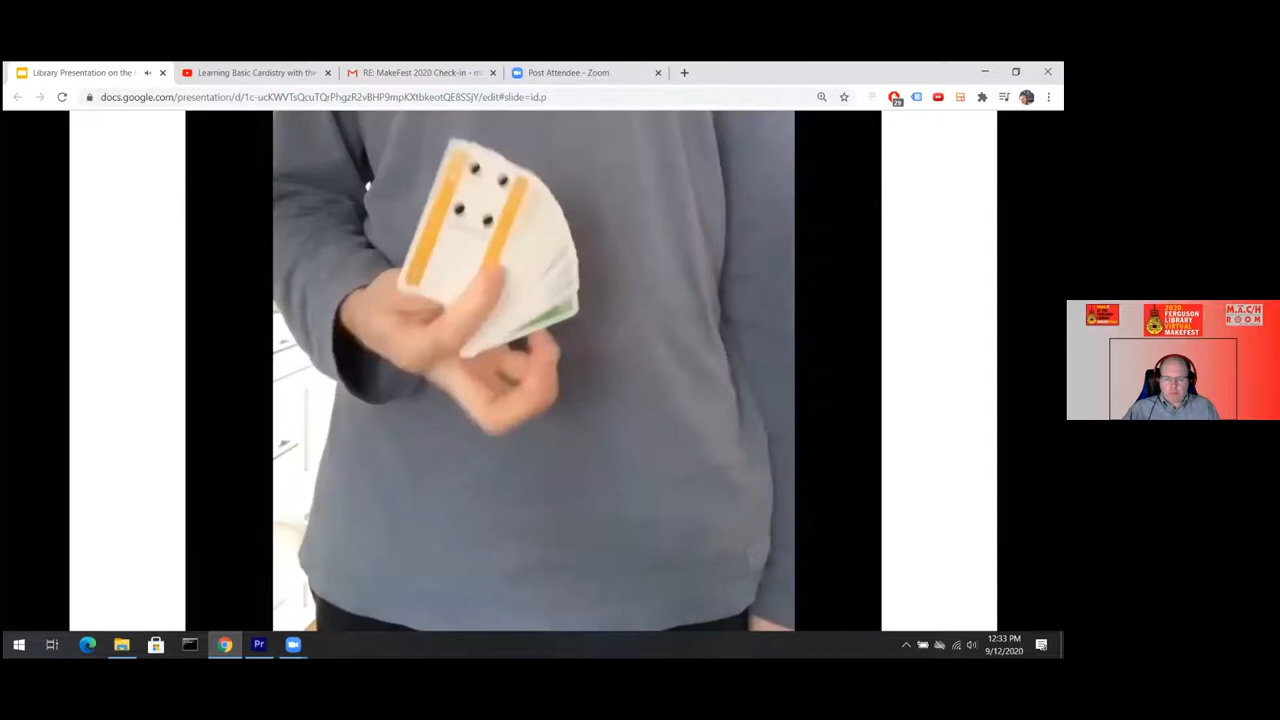 Library Presentation on the
Learning Basic Cardistry with the
RE: MakeFest 2020 Check-in - m
Post Attendee - Zoom
docs.google.com/presentation/d/1c-ucKWVTsQcuTQrPhgzR2vBHP9mpKXtbkeotQE8SSjY/edit#slide=id.p
29
2020
FERGUSON
LIBRARY
VIRTUAL
MAKEFEST
M.A.C.H
ROOM
Pr
12:33 PM
9/12/2020